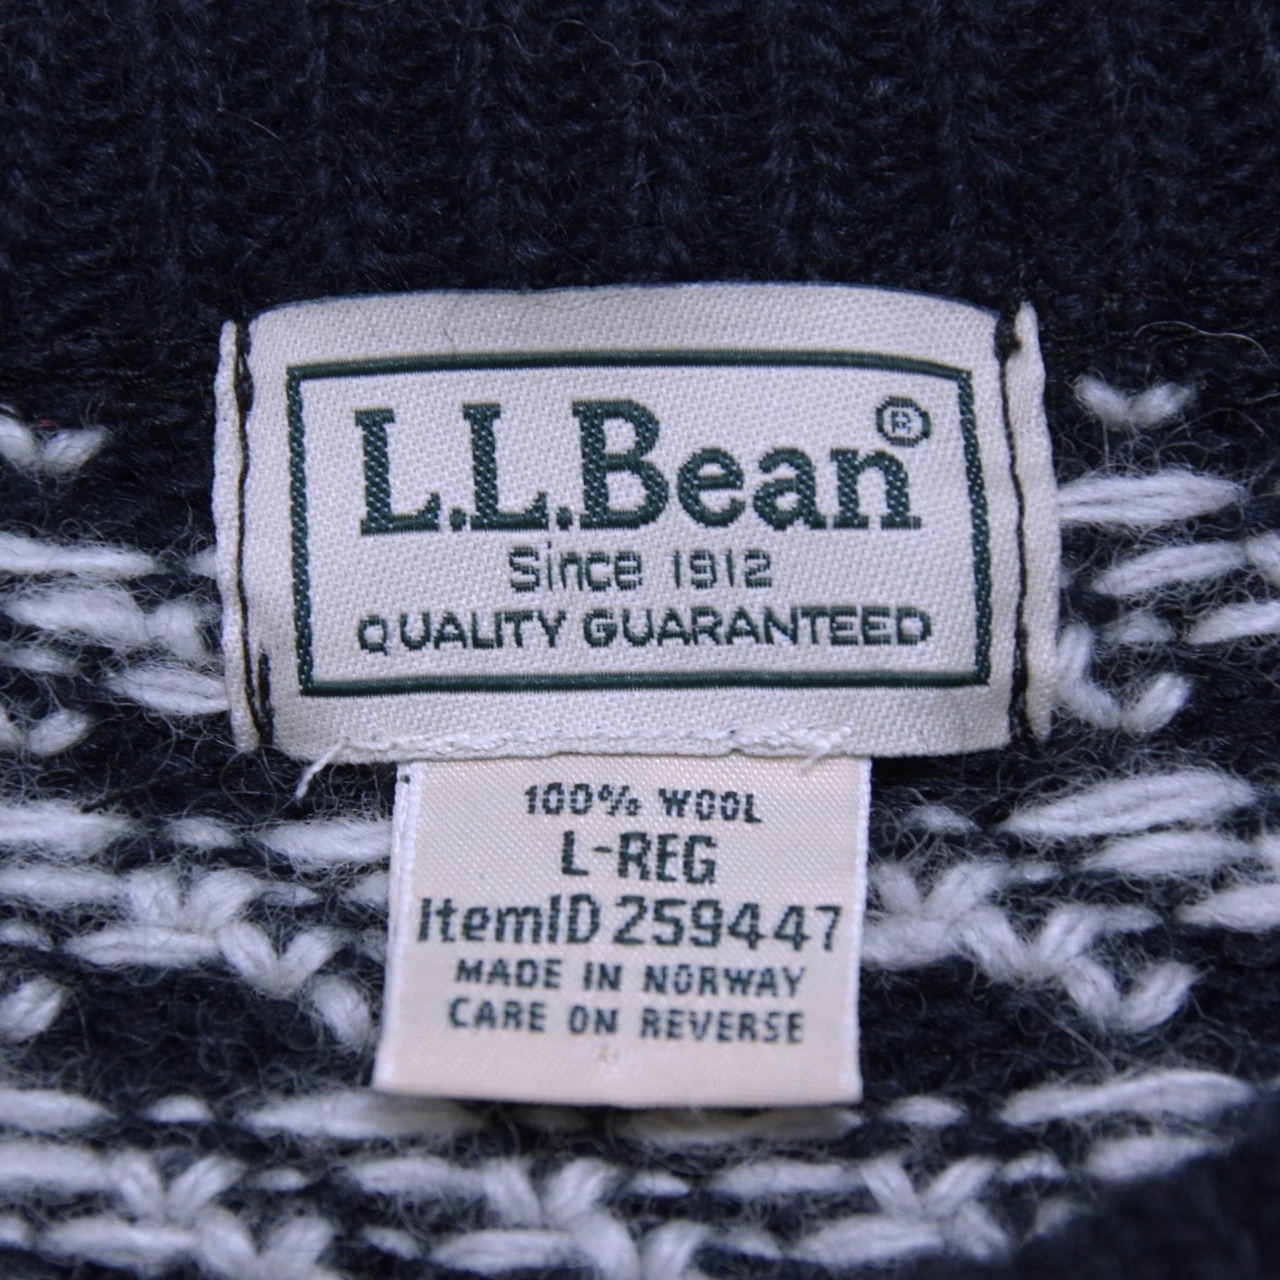 L.L.Bean®
Since 1912
QUALITY GUARANTEED
100% WOOL
L-REG
ItemID 259447
MADE IN NORWAY
CARE ON REVERSE